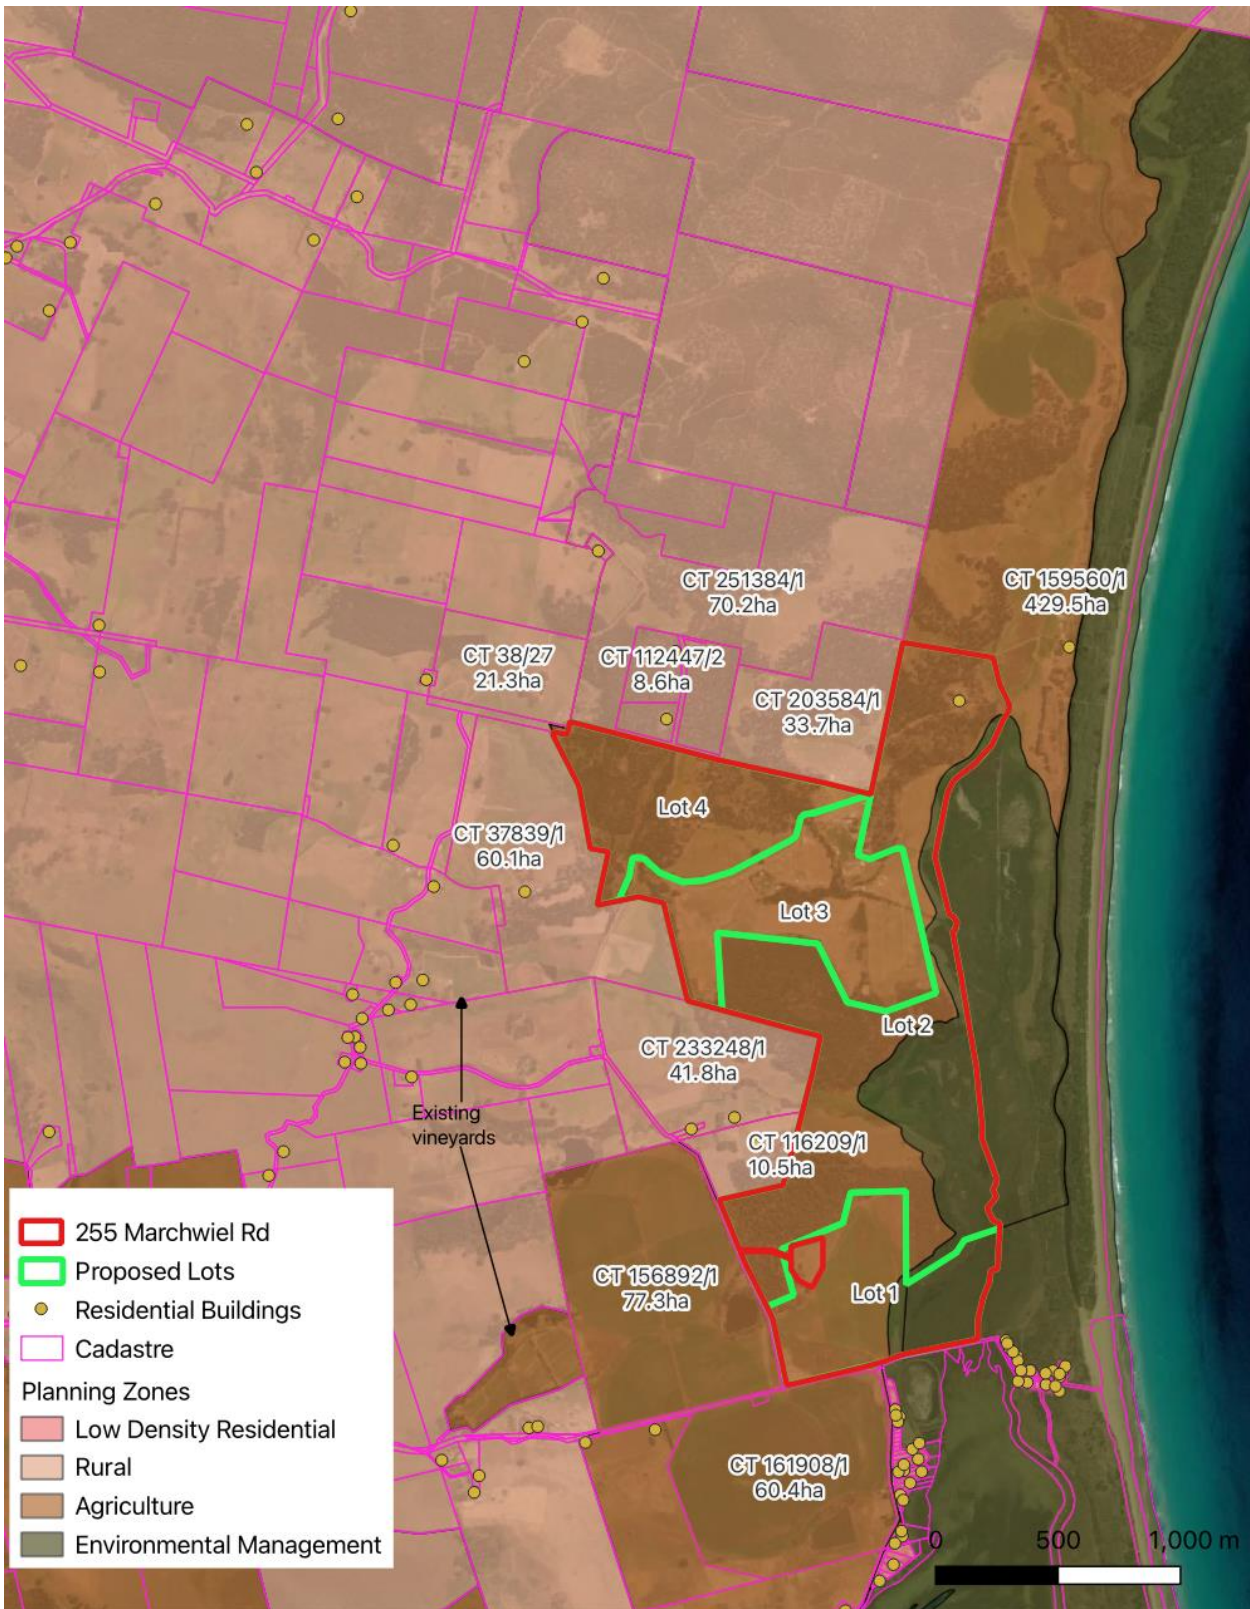 CT 251384/1
70.2ha
CT 159560/1
429.5ha
CT 38/27
21.3ha
CT 112447/2
8.6ha
CT 203584/1
33.7ha
Lot 4
CT 37839/1
60.1ha
Lot 3
Lot 2
CT 233248/1
41.8ha
Existing
vineyards
CT 116209/1
10.5ha
CT 156892/1
77.3ha
Lot 1
CT 161908/1
60.4ha
255 Marchwiel Rd
Proposed Lots
Residential Buildings
Cadastre
Planning Zones
Low Density Residential
Rural
Agriculture
Environmental Management
0 500 1,000 m